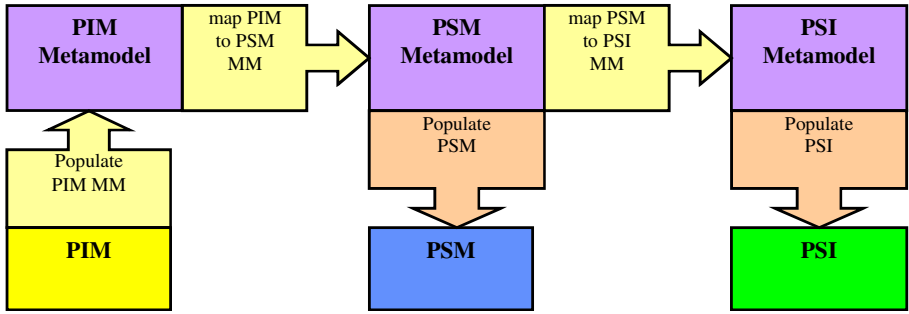 PIM
Metamodel
map PIM
to PSM
MM
PSM
Metamodel
map PSM
to PSI
MM
PSI
Metamodel
Populate
PIM MM
Populate
PSM
Populate
PSI
PIM
PSM
PSI